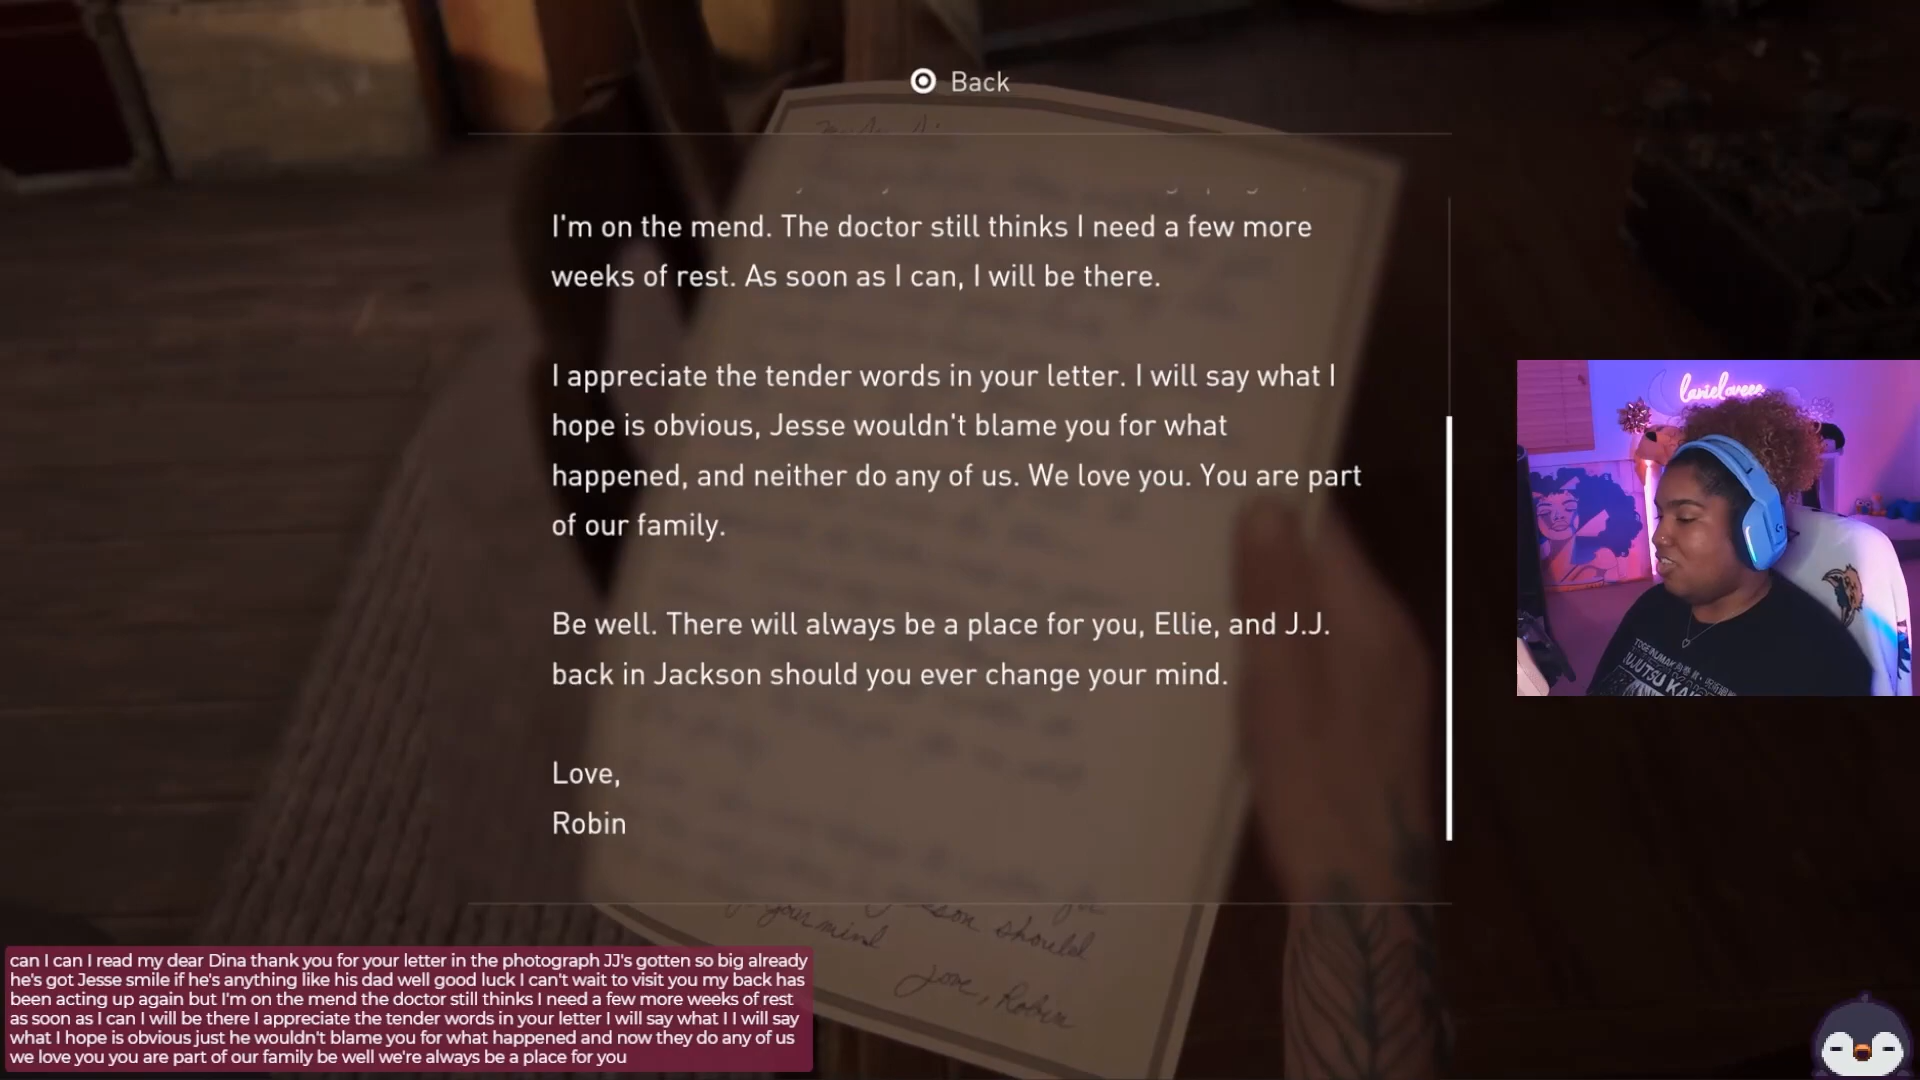 Back
I'm on the mend. The doctor still thinks I need a few more
weeks of rest. As soon as I can, I will be there.
I appreciate the tender words in your letter. I will say what I
hope is obvious, Jesse wouldn't blame you for what
happened, and neither do any of us. We love you. You are part
of our family.
Be well. There will always be a place for you, Ellie, and J.J.
back in Jackson should you ever change your mind.
Love,
Robin
should
your mind
Love, Robin
lanieloveee
JUJUTSU KAI
can I can I read my dear Dina thank you for your letter in the photograph JJ's gotten so big already
he's got Jesse smile if he's anything like his dad well good luck I can't wait to visit you my back has
been acting up again but I'm on the mend the doctor still thinks I need a few more weeks of rest
as soon as I can I will be there I appreciate the tender words in your letter I will say what I I will say
what I hope is obvious just he wouldn't blame you for what happened and now they do any of us
we love you you are part of our family be well we're always be a place for you